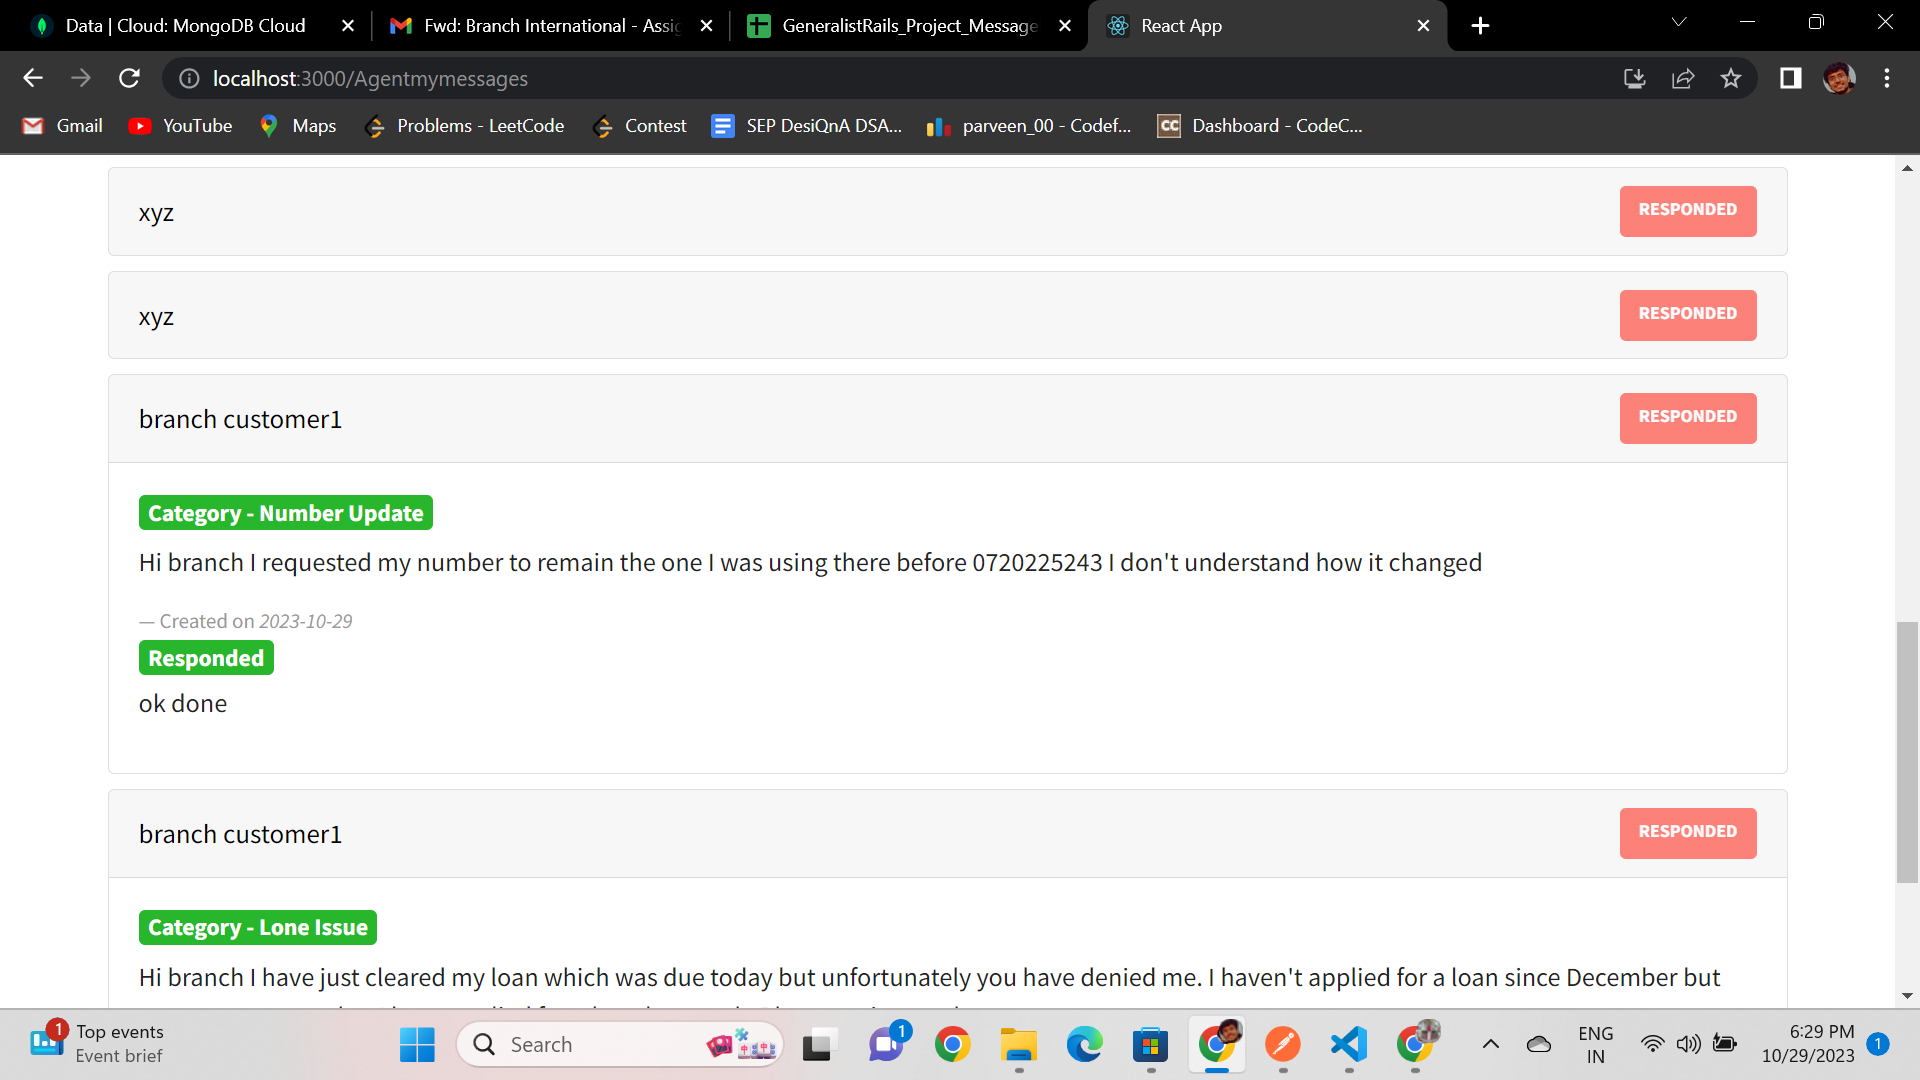 Data | Cloud: MongoDB Cloud
Fwd: Branch International - Assig
GeneralistRails_Project_Message
React App
localhost:3000/Agentmymessages
Gmail
YouTube
Maps
Problems - LeetCode
Contest
SEP DesiQnA DSA...
parveen_00 - Codef...
CC
Dashboard - CodeC...
xyz
RESPONDED
xyz
RESPONDED
branch customer1
RESPONDED
Category - Number Update
Hi branch I requested my number to remain the one I was using there before 0720225243 I don't understand how it changed
— Created on 2023-10-29
Responded
ok done
branch customer1
RESPONDED
Category - Lone Issue
Hi branch I have just cleared my loan which was due today but unfortunately you have denied me. I haven't applied for a loan since December but
1
Top events
Event brief
Search
1
ENG
IN
6:29 PM
10/29/2023
1